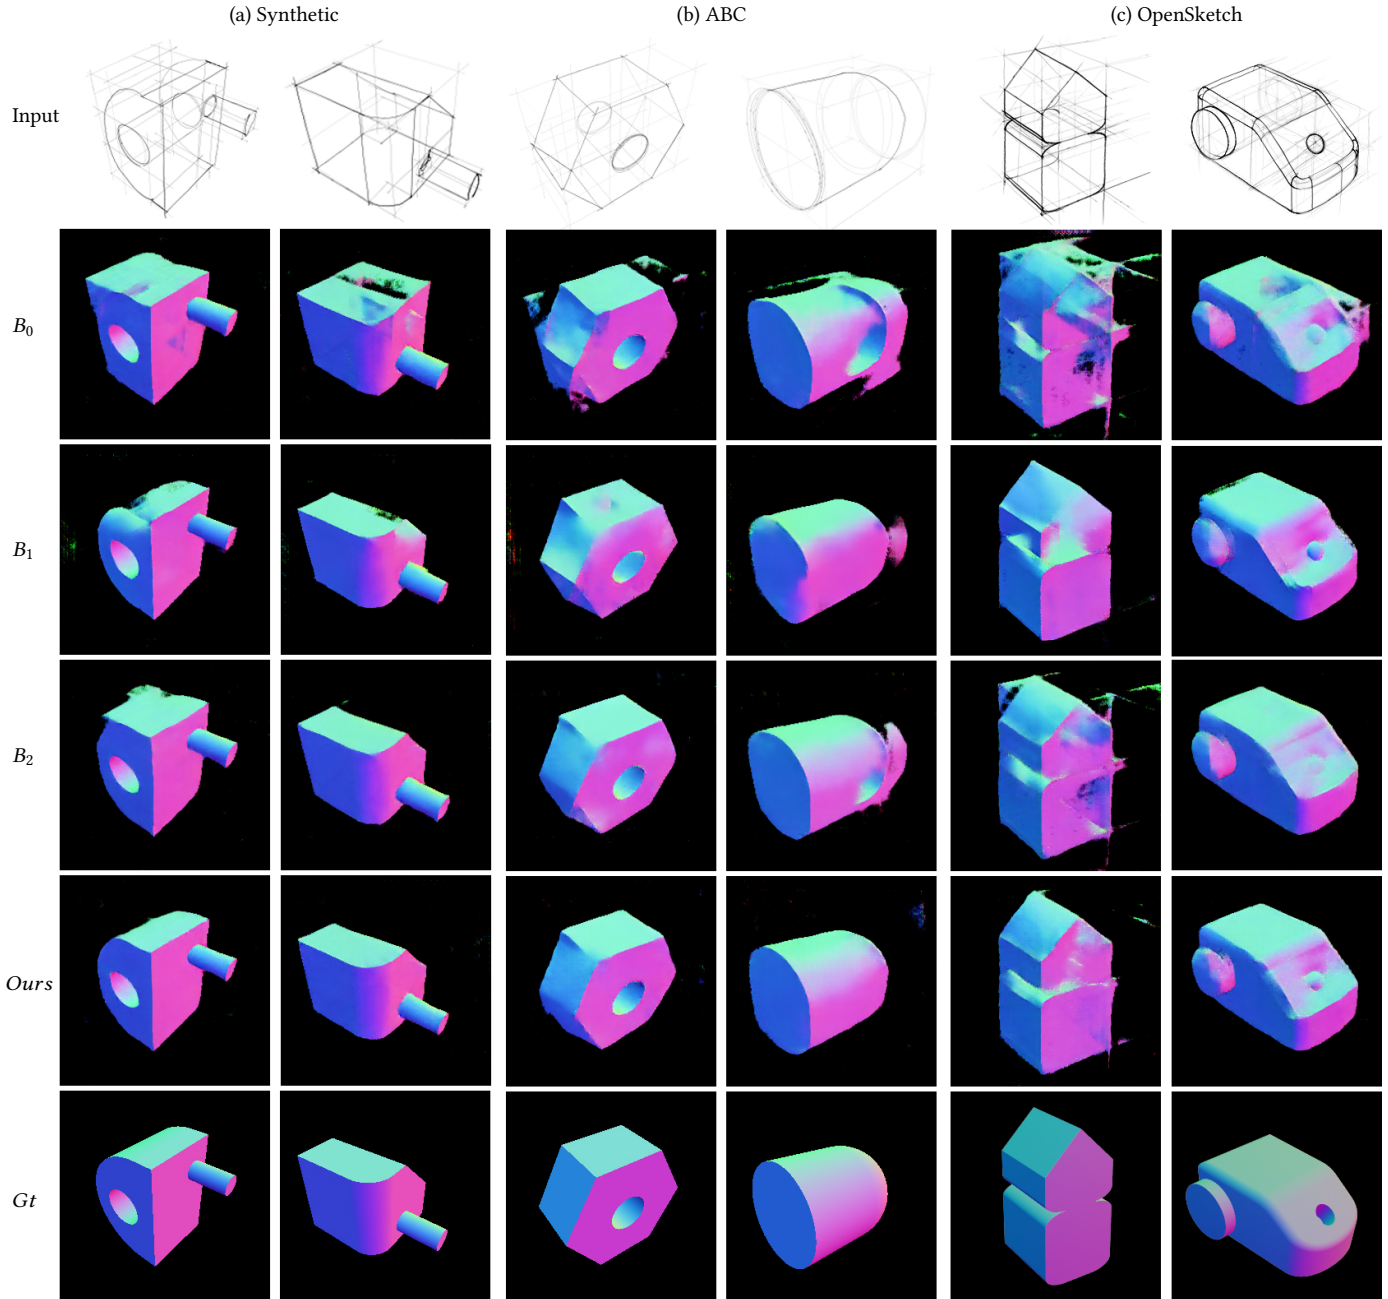 (a) Synthetic
(b) ABC
(c) OpenSketch
Input
B₀
B₁
B₂
Ours
Gt